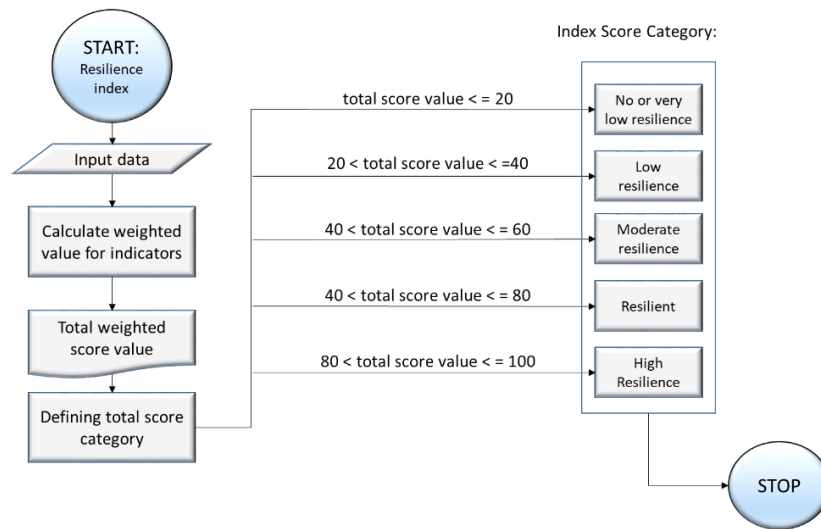 START:
Resilience
index
Input data
Calculate weighted
value for indicators
Total weighted
score value
Defining total score
category
Index Score Category:
total score value < = 20
No or very
low resilience
20 < total score value < =40
Low
resilience
40 < total score value < = 60
Moderate
resilience
40 < total score value < = 80
Resilient
80 < total score value < = 100
High
Resilience
STOP